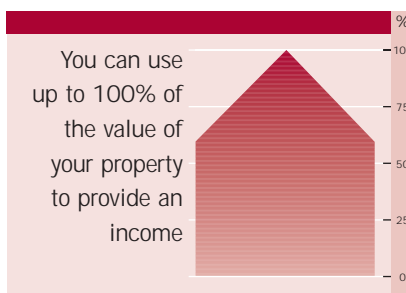 %
You can use
up to 100% of
the value of
your property
to provide an
income
75
50
25
0